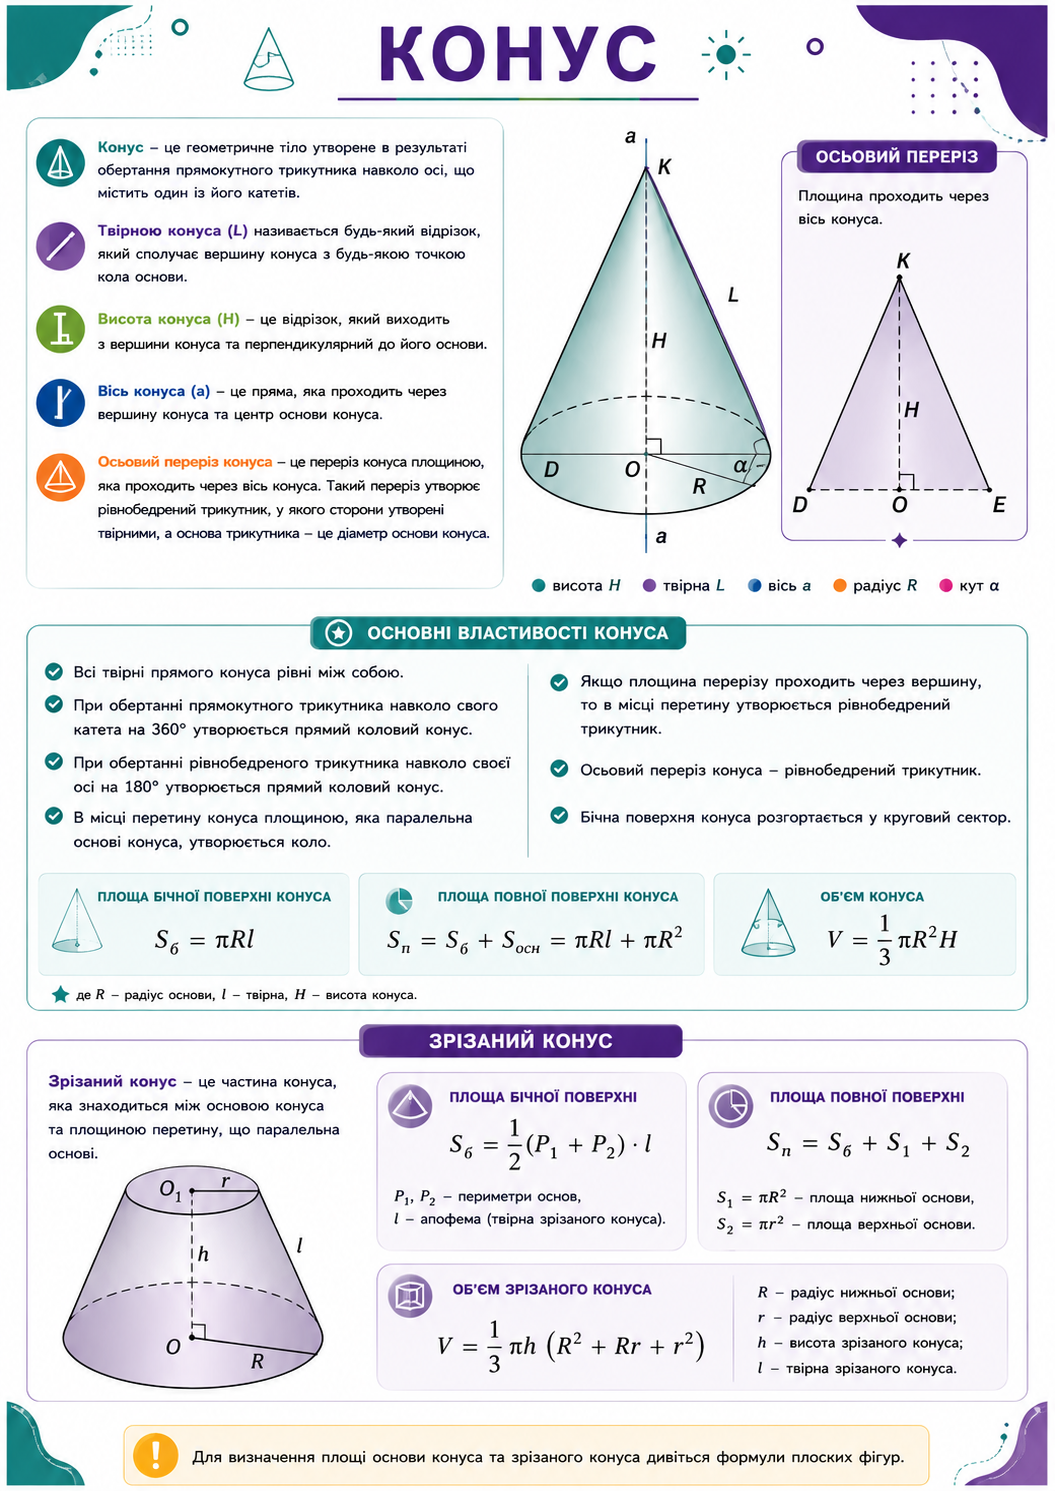 КОНУС
Конус – це геометричне тіло утворене в результаті
обертання прямокутного трикутника навколо осі, що
містить один із його катетів.
Твірною конуса (L) називається будь-який відрізок,
який сполучає вершину конуса з будь-якою точкою
кола основи.
Висота конуса (H) – це відрізок, який виходить
з вершини конуса та перпендикулярний до його основи.
Вісь конуса (a) – це пряма, яка проходить через
вершину конуса та центр основи конуса.
Осьовий переріз конуса – це переріз конуса площиною,
яка проходить через вісь конуса. Такий переріз утворює
рівнобедрений трикутник, у якого сторони утворені
твірними, а основа трикутника – це діаметр основи конуса.
a
K
L
H
D
O
α
R
a
ОСЬОВИЙ ПЕРЕРІЗ
Площина проходить через
вісь конуса.
K
H
D
O
E
висота H
твірна L
вісь a
радіус R
кут α
ОСНОВНІ ВЛАСТИВОСТІ КОНУСА
Всі твірні прямого конуса рівні між собою.
При обертанні прямокутного трикутника навколо свого
катета на 360° утворюється прямий коловий конус.
При обертанні рівнобедреного трикутника навколо своєї
осі на 180° утворюється прямий коловий конус.
В місці перетину конуса площиною, яка паралельна
основі конуса, утворюється коло.
Якщо площина перерізу проходить через вершину,
то в місці перетину утворюється рівнобедрений
трикутник.
Осьовий переріз конуса – рівнобедрений трикутник.
Бічна поверхня конуса розгортається у круговий сектор.
ПЛОЩА БІЧНОЇ ПОВЕРХНІ КОНУСА
S_б = πRl
ПЛОЩА ПОВНОЇ ПОВЕРХНІ КОНУСА
S_п = S_б + S_осн = πRl + πR²
ОБ'ЄМ КОНУСА
V = 1/3 πR²H
де R – радіус основи, l – твірна, H – висота конуса.
ЗРІЗАНИЙ КОНУС
Зрізаний конус – це частина конуса,
яка знаходиться між основою конуса
та площиною перетину, що паралельна
основі.
O₁
r
h
l
O
R
ПЛОЩА БІЧНОЇ ПОВЕРХНІ
S_б = 1/2 (P₁ + P₂) · l
P₁, P₂ – периметри основ,
l – апофема (твірна зрізаного конуса).
ПЛОЩА ПОВНОЇ ПОВЕРХНІ
S_п = S_б + S₁ + S₂
S₁ = πR² – площа нижньої основи,
S₂ = πr² – площа верхньої основи.
ОБ'ЄМ ЗРІЗАНОГО КОНУСА
V = 1/3 πh (R² + Rr + r²)
R – радіус нижньої основи;
r – радіус верхньої основи;
h – висота зрізаного конуса;
l – твірна зрізаного конуса.
Для визначення площі основи конуса та зрізаного конуса дивіться формули плоских фігур.